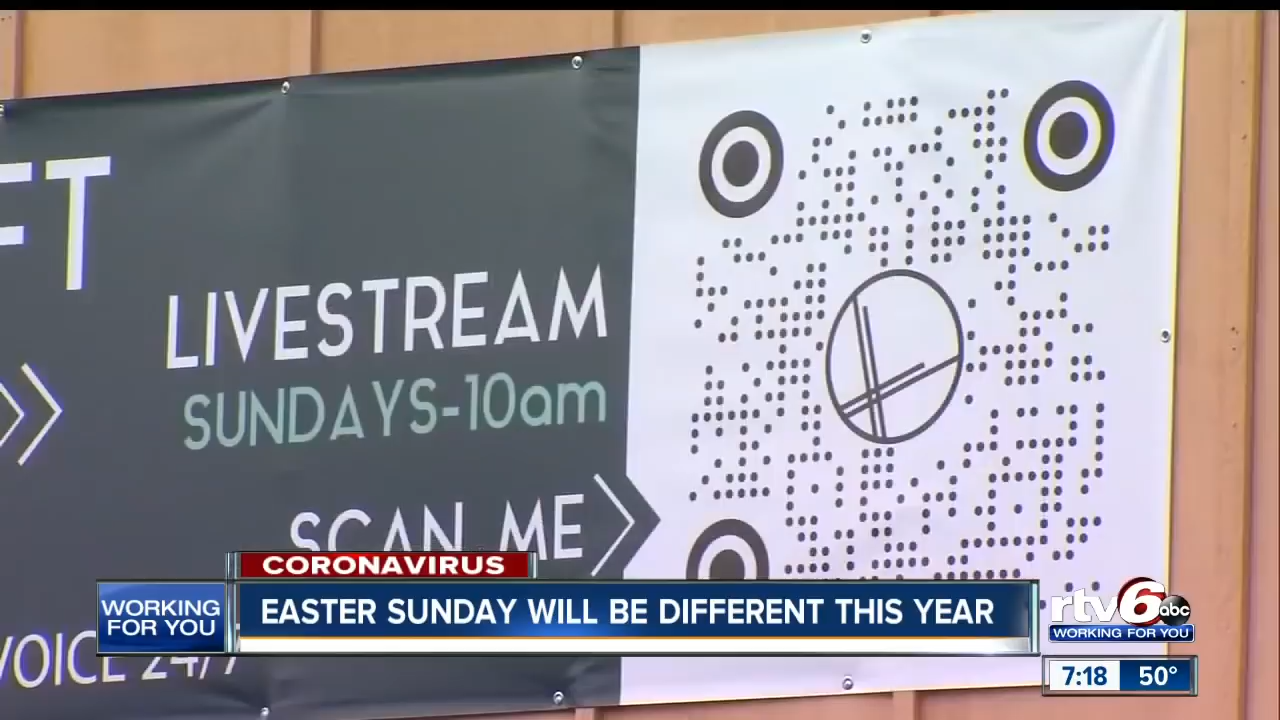 FT
LIVESTREAM
SUNDAYS-10am
SCAN ME
CORONAVIRUS
WORKING
FOR YOU
EASTER SUNDAY WILL BE DIFFERENT THIS YEAR
VOICE 24/7
rtv6 abc
WORKING FOR YOU
7:18 50°